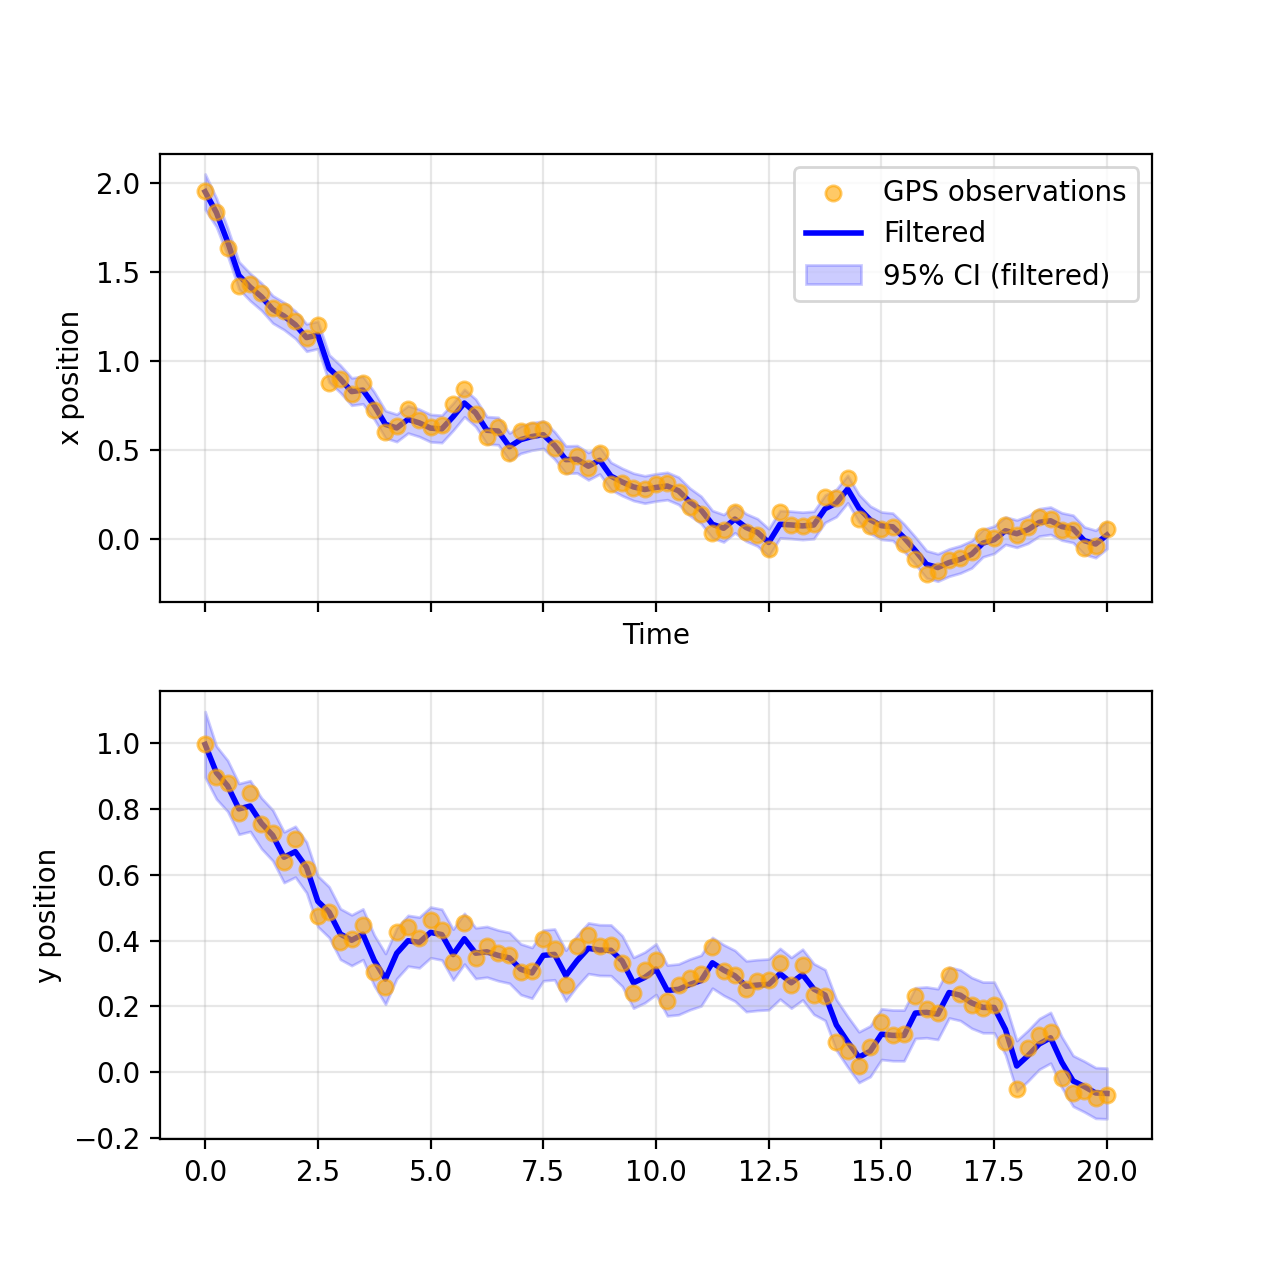 2.0
1.5
1.0
0.5
0.0
x position
GPS observations
Filtered
95% CI (filtered)
Time
1.0
0.8
0.6
0.4
0.2
0.0
−0.2
y position
0.0 2.5 5.0 7.5 10.0 12.5 15.0 17.5 20.0